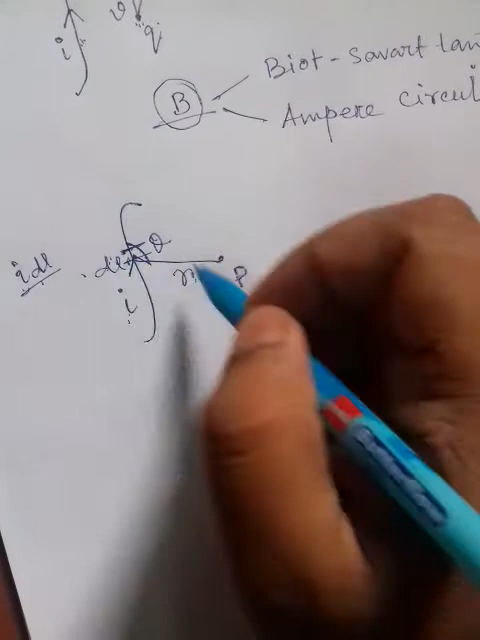 i v q
Biot-savart law
B
Ampere circul
idl dl θ
r P
i